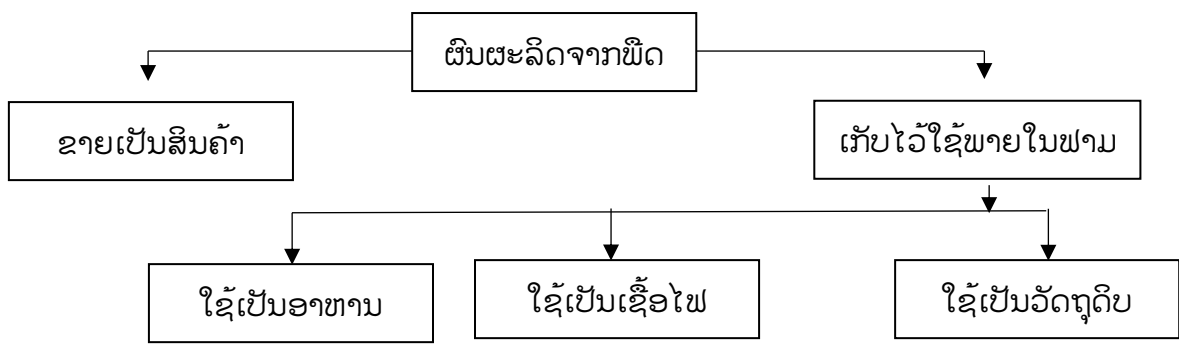 ຜົນຜະລິດຈາກພືດ
ຂາຍເປັນສິນຄ້າ
ເກັບໄວ້ໃຊ້ພາຍໃນຟາມ
ໃຊ້ເປັນອາຫານ
ໃຊ້ເປັນເຊື້ອໄຟ
ໃຊ້ເປັນວັດຖຸດິບ